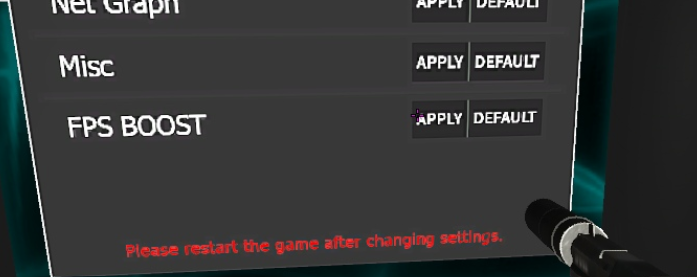 Net Graph APPLY DEFAULT
Misc APPLY DEFAULT
FPS BOOST APPLY DEFAULT
Please restart the game after changing settings.